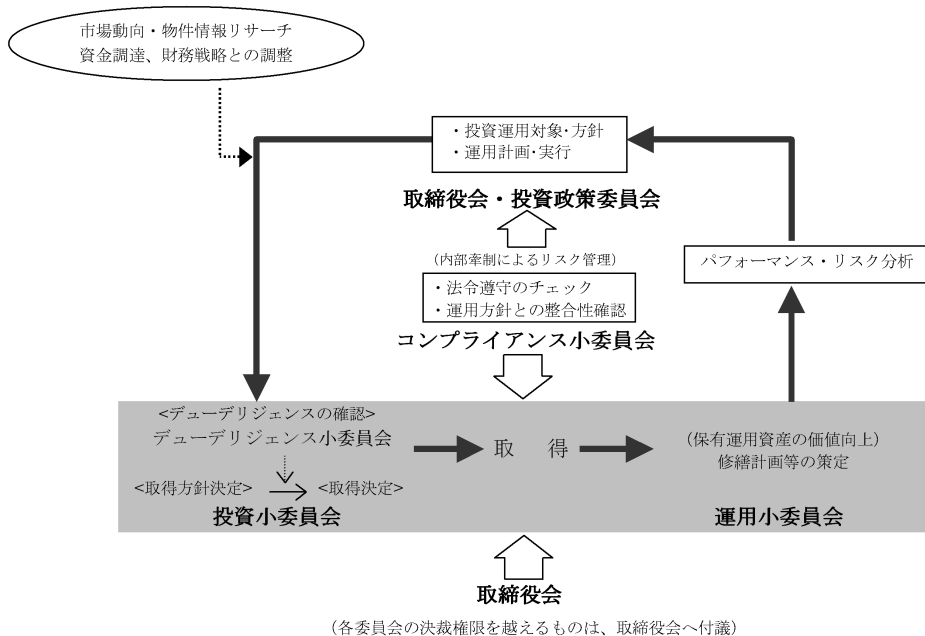 市場動向・物件情報リサーチ
資金調達、財務戦略との調整
・投資運用対象・方針
・運用計画・実行
取締役会・投資政策委員会
(内部牽制によるリスク管理)
・法令遵守のチェック
・運用方針との整合性確認
コンプライアンス小委員会
パフォーマンス・リスク分析
<デューデリジェンスの確認>
デューデリジェンス小委員会
<取得方針決定>
<取得決定>
投資小委員会
取　得
(保有運用資産の価値向上)
修繕計画等の策定
運用小委員会
取締役会
(各委員会の決裁権限を越えるものは、取締役会へ付議)